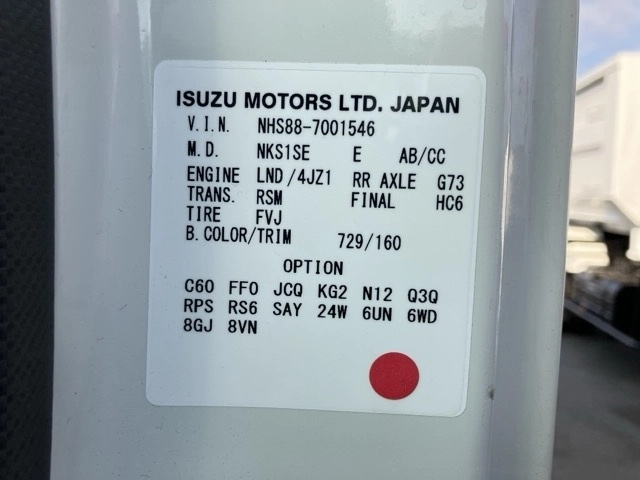 ISUZU MOTORS LTD. JAPAN
V.I.N. NHS88-7001546
M.D. NKS1SE E AB/CC
ENGINE LND/4JZ1 RR AXLE G73
TRANS. RSM FINAL HC6
TIRE FVJ
B.COLOR/TRIM 729/160
OPTION
C60 FF0 JCQ KG2 N12 Q3Q
RPS RS6 SAY 24W 6UN 6WD
8GJ 8VN